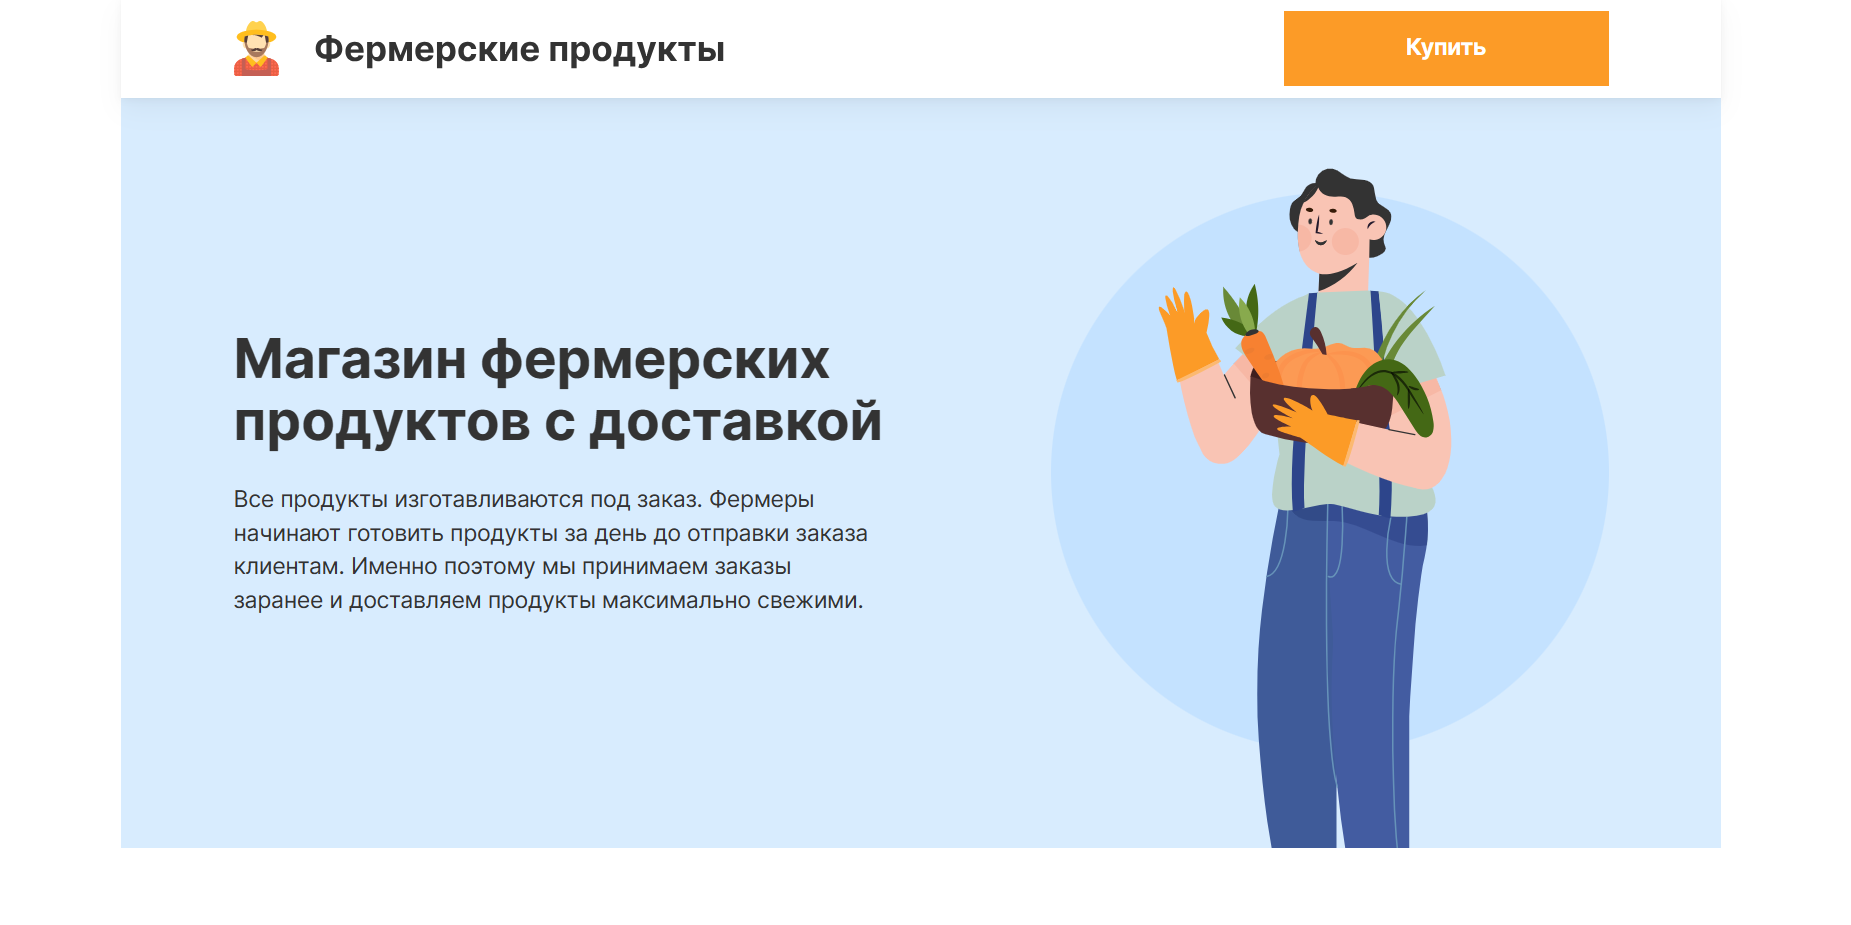 Фермерские продукты
Купить
Магазин фермерских
продуктов с доставкой
Все продукты изготавливаются под заказ. Фермеры
начинают готовить продукты за день до отправки заказа
клиентам. Именно поэтому мы принимаем заказы
заранее и доставляем продукты максимально свежими.